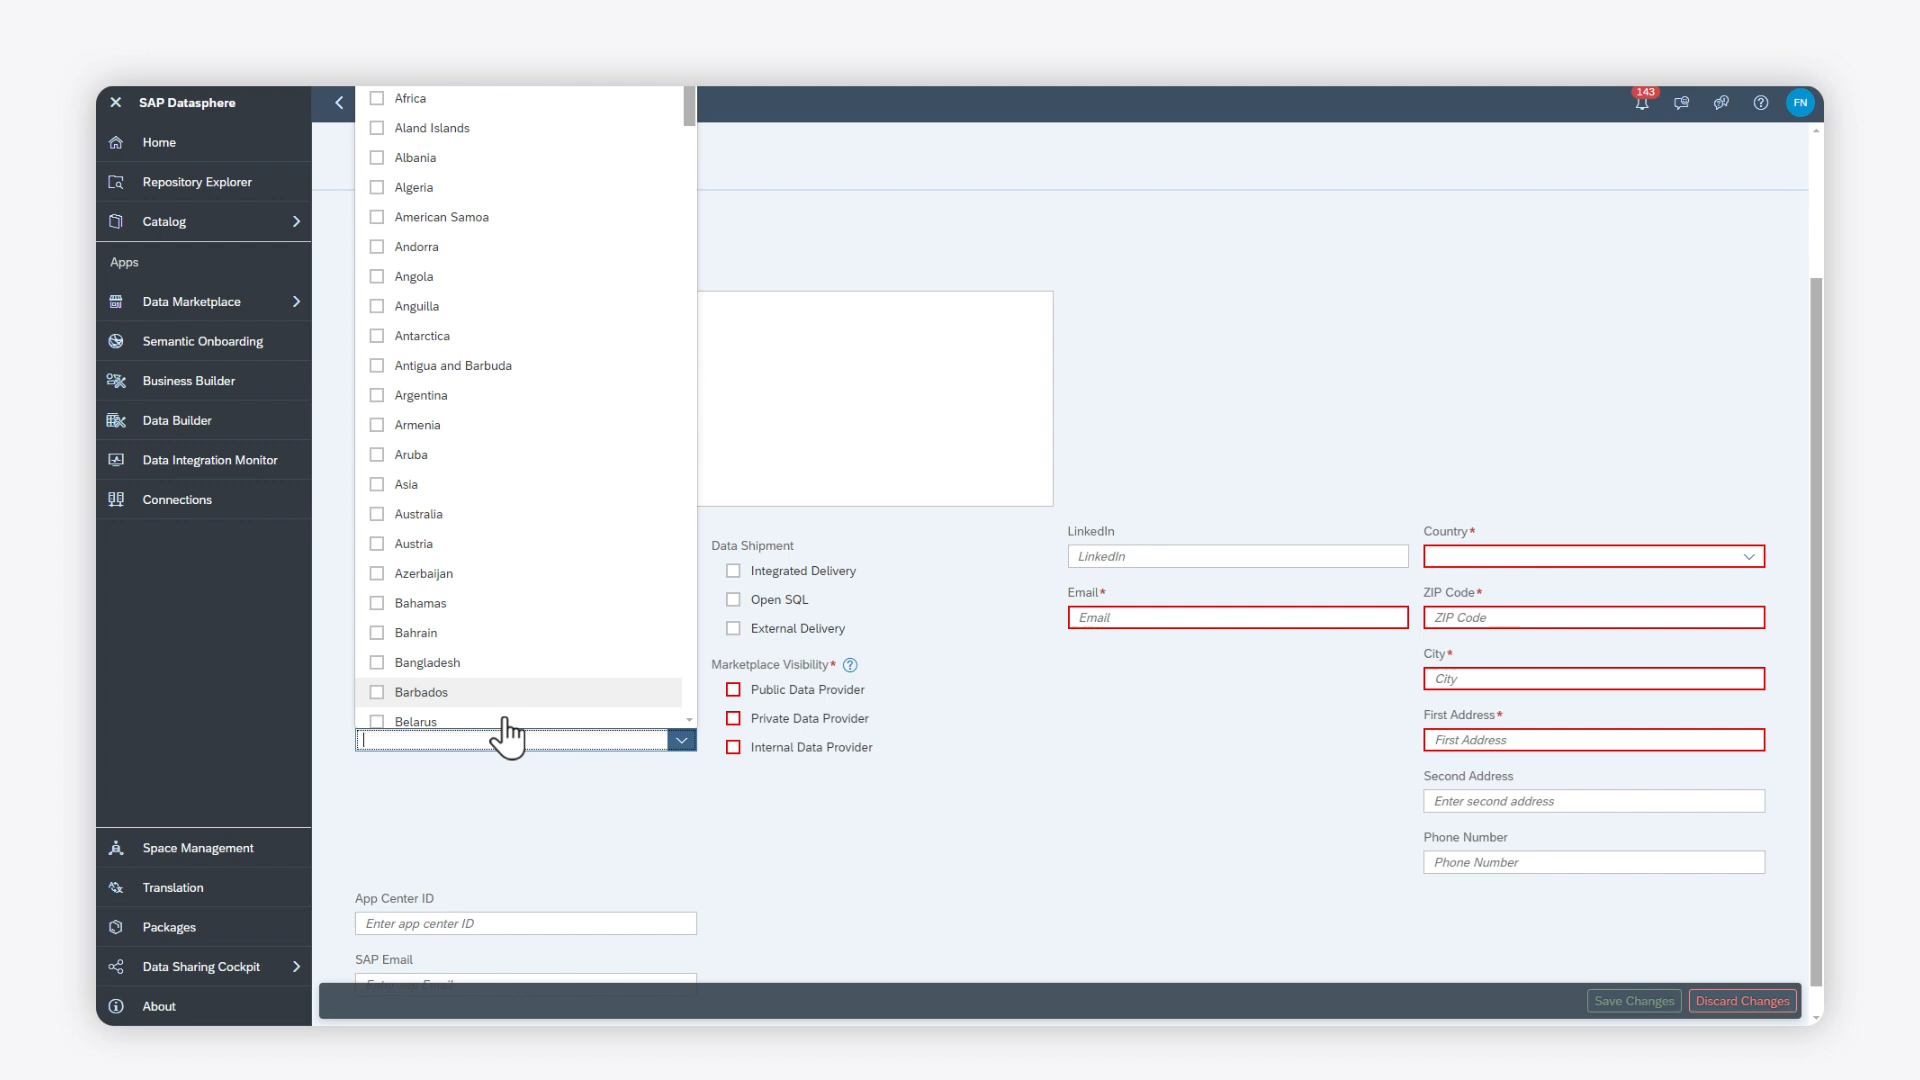 SAP Datasphere
143
FN
Home
Repository Explorer
Catalog
Apps
Data Marketplace
Semantic Onboarding
Business Builder
Data Builder
Data Integration Monitor
Connections
Space Management
Translation
Packages
Data Sharing Cockpit
About
Africa
Aland Islands
Albania
Algeria
American Samoa
Andorra
Angola
Anguilla
Antarctica
Antigua and Barbuda
Argentina
Armenia
Aruba
Asia
Australia
Austria
Azerbaijan
Bahamas
Bahrain
Bangladesh
Barbados
Belarus
App Center ID
Enter app center ID
SAP Email
Data Shipment
Integrated Delivery
Open SQL
External Delivery
Marketplace Visibility*
Public Data Provider
Private Data Provider
Internal Data Provider
LinkedIn
LinkedIn
Email*
Email
Country*
ZIP Code*
ZIP Code
City*
City
First Address*
First Address
Second Address
Enter second address
Phone Number
Phone Number
Save Changes
Discard Changes